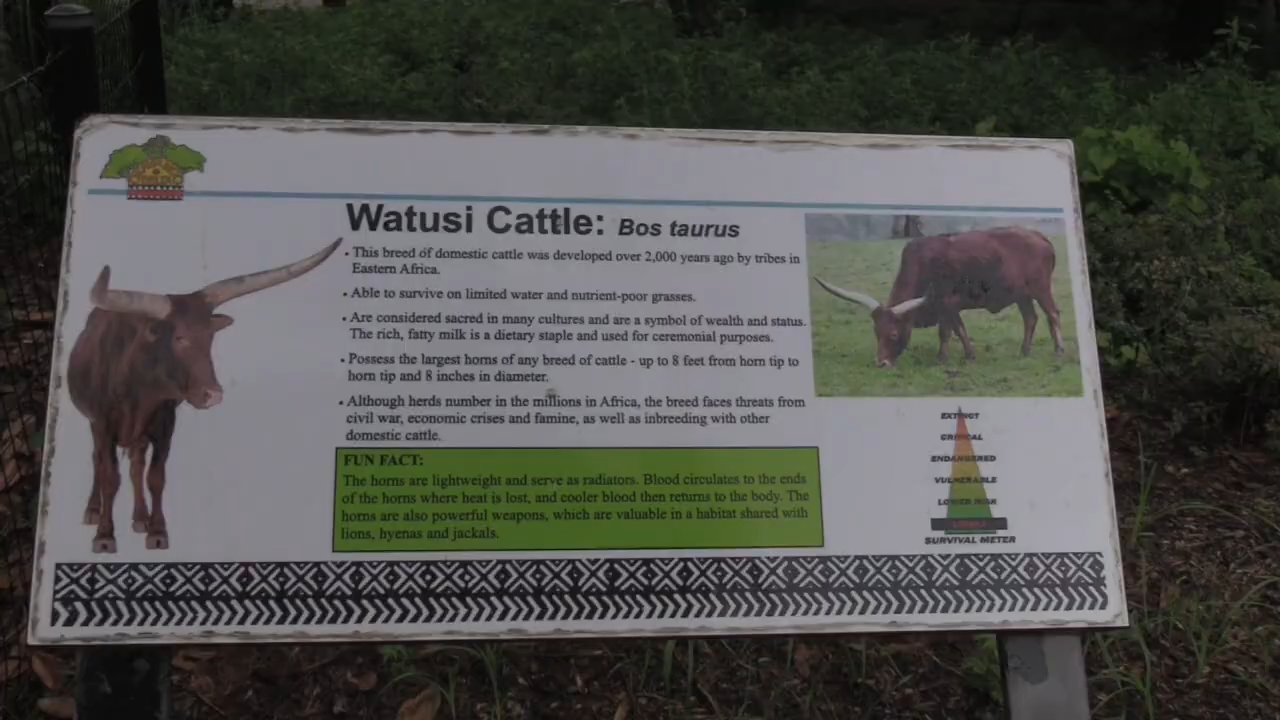 Watusi Cattle: Bos taurus
• This breed of domestic cattle was developed over 2,000 years ago by tribes in
Eastern Africa.
• Able to survive on limited water and nutrient-poor grasses.
• Are considered sacred in many cultures and are a symbol of wealth and status.
The rich, fatty milk is a dietary staple and used for ceremonial purposes.
• Possess the largest horns of any breed of cattle - up to 8 feet from horn tip to
horn tip and 8 inches in diameter.
• Although herds number in the millions in Africa, the breed faces threats from
civil war, economic crises and famine, as well as inbreeding with other
domestic cattle.
FUN FACT:
The horns are lightweight and serve as radiators. Blood circulates to the ends
of the horns where heat is lost, and cooler blood then returns to the body. The
horns are also powerful weapons, which are valuable in a habitat shared with
lions, hyenas and jackals.
EXTINCT
CRITICAL
ENDANGERED
VULNERABLE
LOWER RISK
SURVIVAL METER